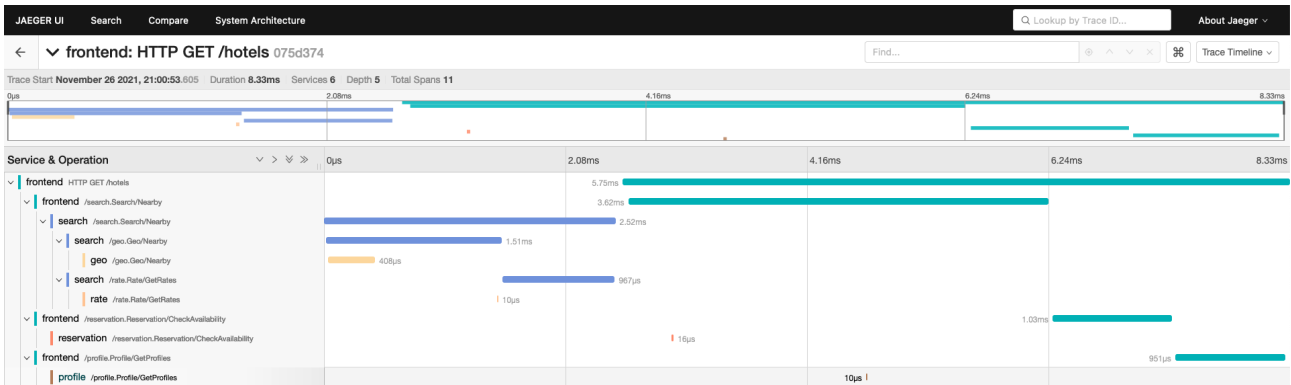 JAEGER UI Search Compare System Architecture Lookup by Trace ID... About Jaeger
frontend: HTTP GET /hotels 075d374 Find... Trace Timeline
Trace Start November 26 2021, 21:00:53.605 Duration 8.33ms Services 6 Depth 5 Total Spans 11
0µs 2.08ms 4.16ms 6.24ms 8.33ms
Service & Operation 0µs 2.08ms 4.16ms 6.24ms 8.33ms
frontend HTTP GET /hotels 5.75ms
frontend /search.Search/Nearby 3.62ms
search /search.Search/Nearby 2.52ms
search /geo.Geo/Nearby 1.51ms
geo /geo.Geo/Nearby 408µs
search /rate.Rate/GetRates 967µs
rate /rate.Rate/GetRates 10µs
frontend /reservation.Reservation/CheckAvailability 1.03ms
reservation /reservation.Reservation/CheckAvailability 16µs
frontend /profile.Profile/GetProfiles 951µs
profile /profile.Profile/GetProfiles 10µs